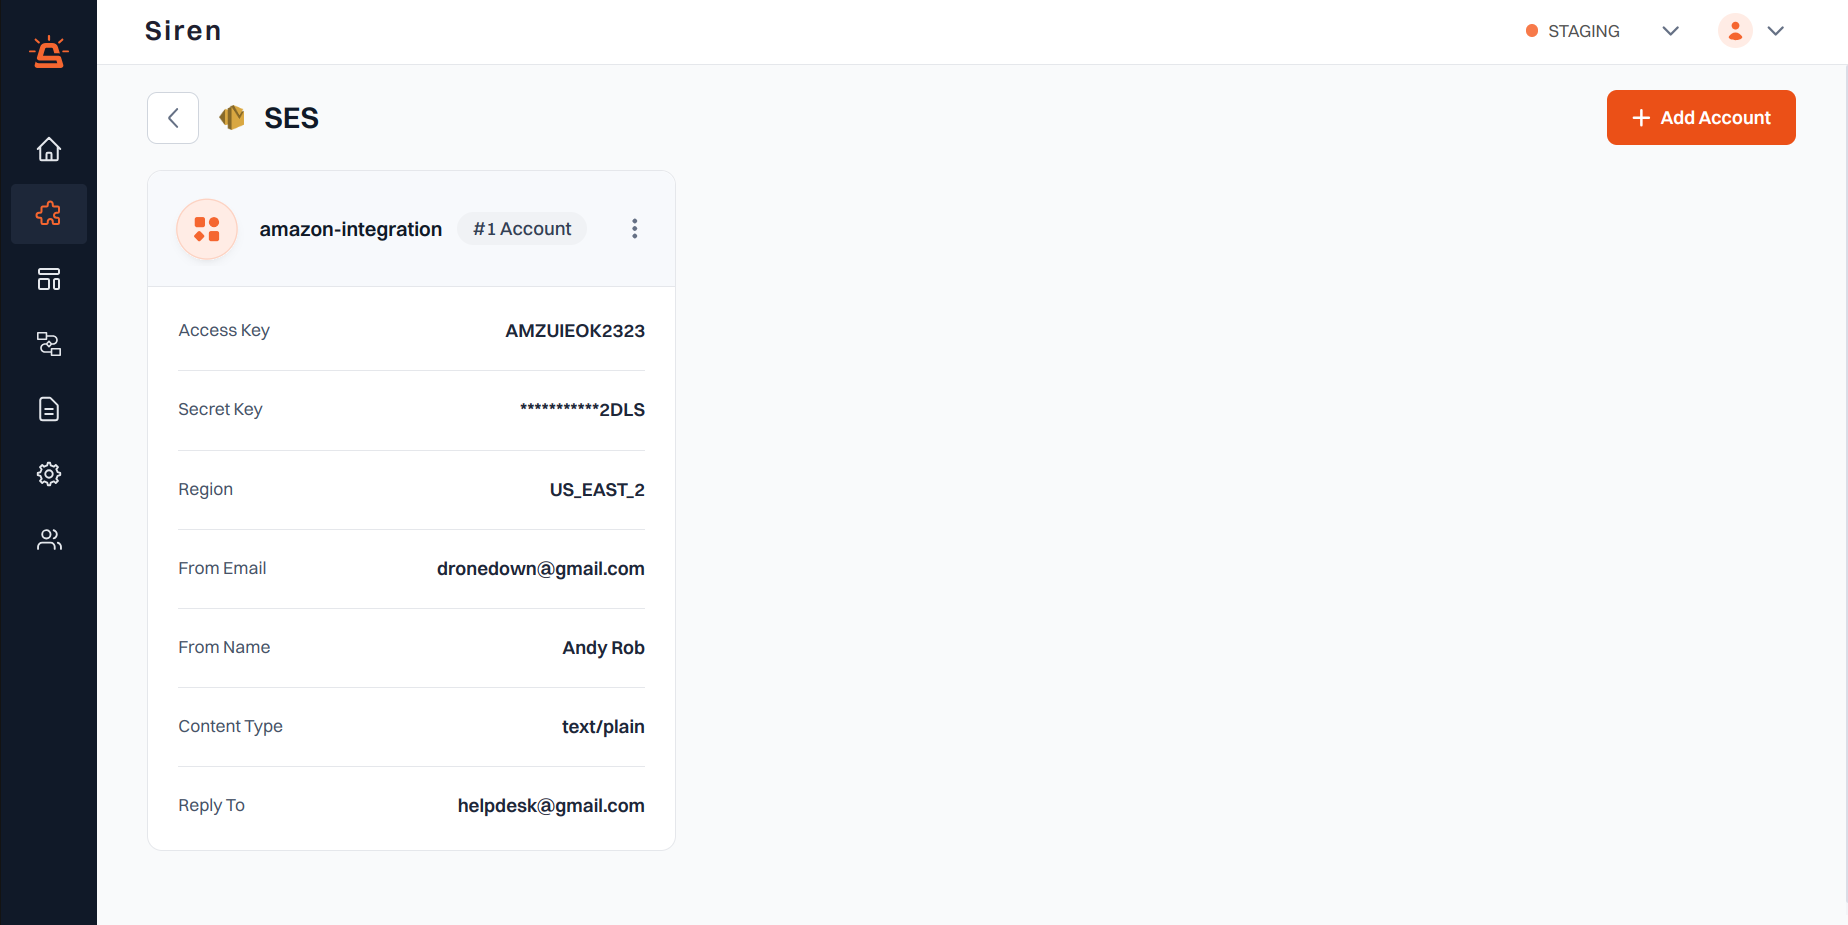 Siren
STAGING
SES
Add Account
amazon-integration #1 Account
Access Key AMZUIEOK2323
Secret Key ***********2DLS
Region US_EAST_2
From Email dronedown@gmail.com
From Name Andy Rob
Content Type text/plain
Reply To helpdesk@gmail.com